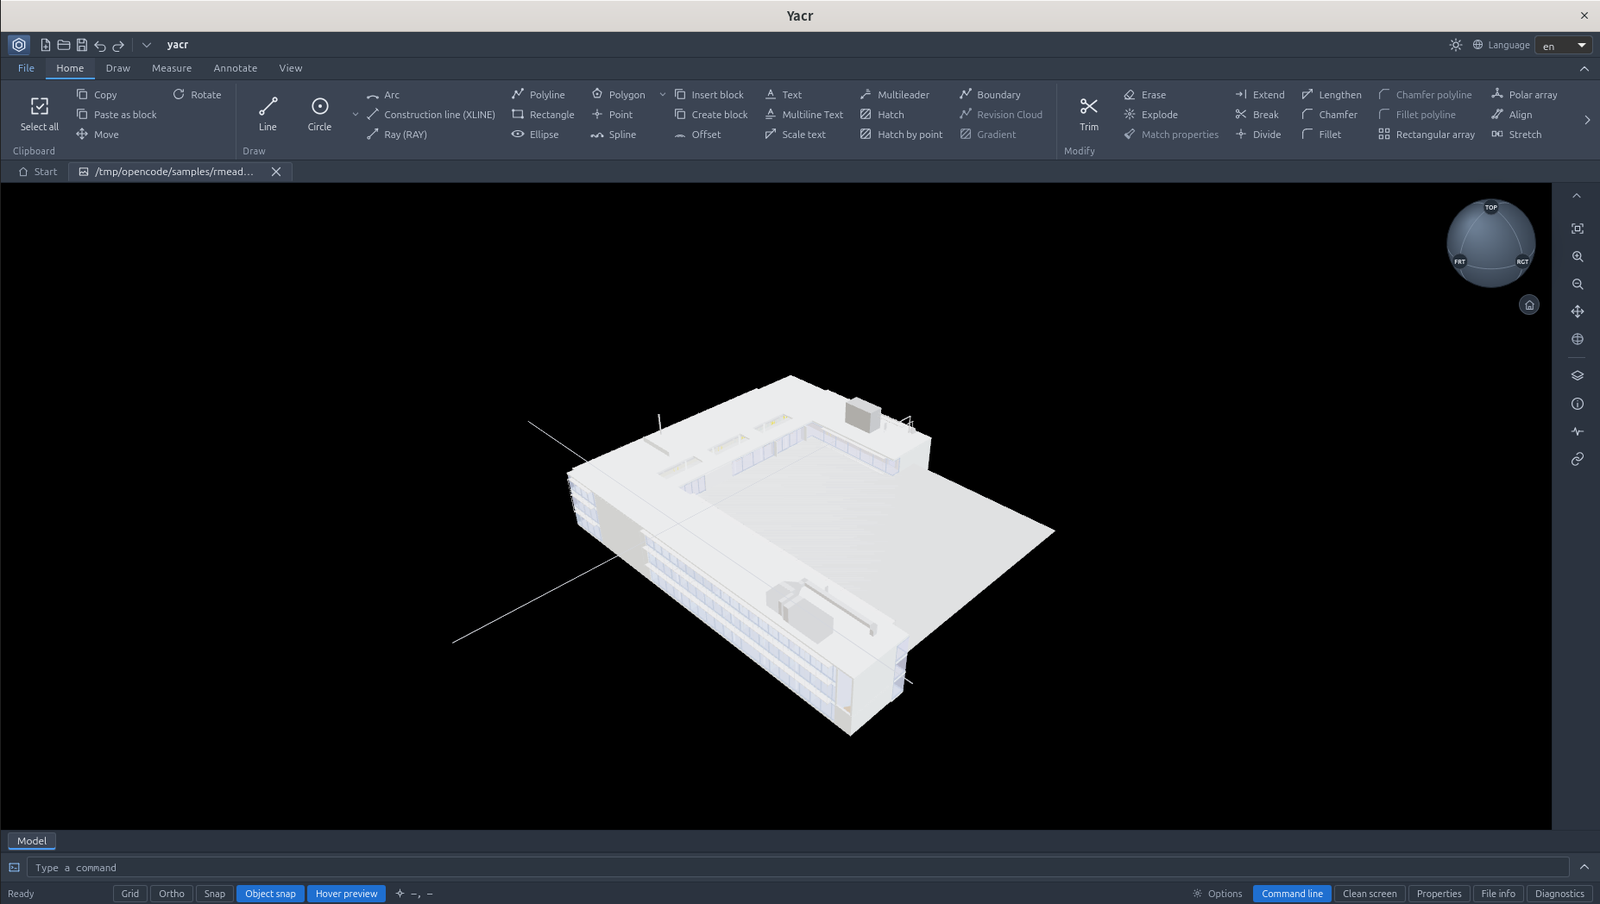 Yacr
yacr
Language en
File Home Draw Measure Annotate View
Select all
Copy
Paste as block
Move
Rotate
Clipboard
Line
Circle
Arc
Construction line (XLINE)
Ray (RAY)
Polyline
Rectangle
Ellipse
Polygon
Point
Spline
Insert block
Create block
Offset
Text
Multiline Text
Scale text
Multileader
Hatch
Hatch by point
Boundary
Revision Cloud
Gradient
Draw
Trim
Erase
Explode
Match properties
Extend
Break
Divide
Lengthen
Chamfer
Fillet
Chamfer polyline
Fillet polyline
Rectangular array
Polar array
Align
Stretch
Modify
Start /tmp/opencode/samples/rmead...
TOP
FRT RGT
Model
Type a command
Ready Grid Ortho Snap Object snap Hover preview –, – Options Command line Clean screen Properties File info Diagnostics